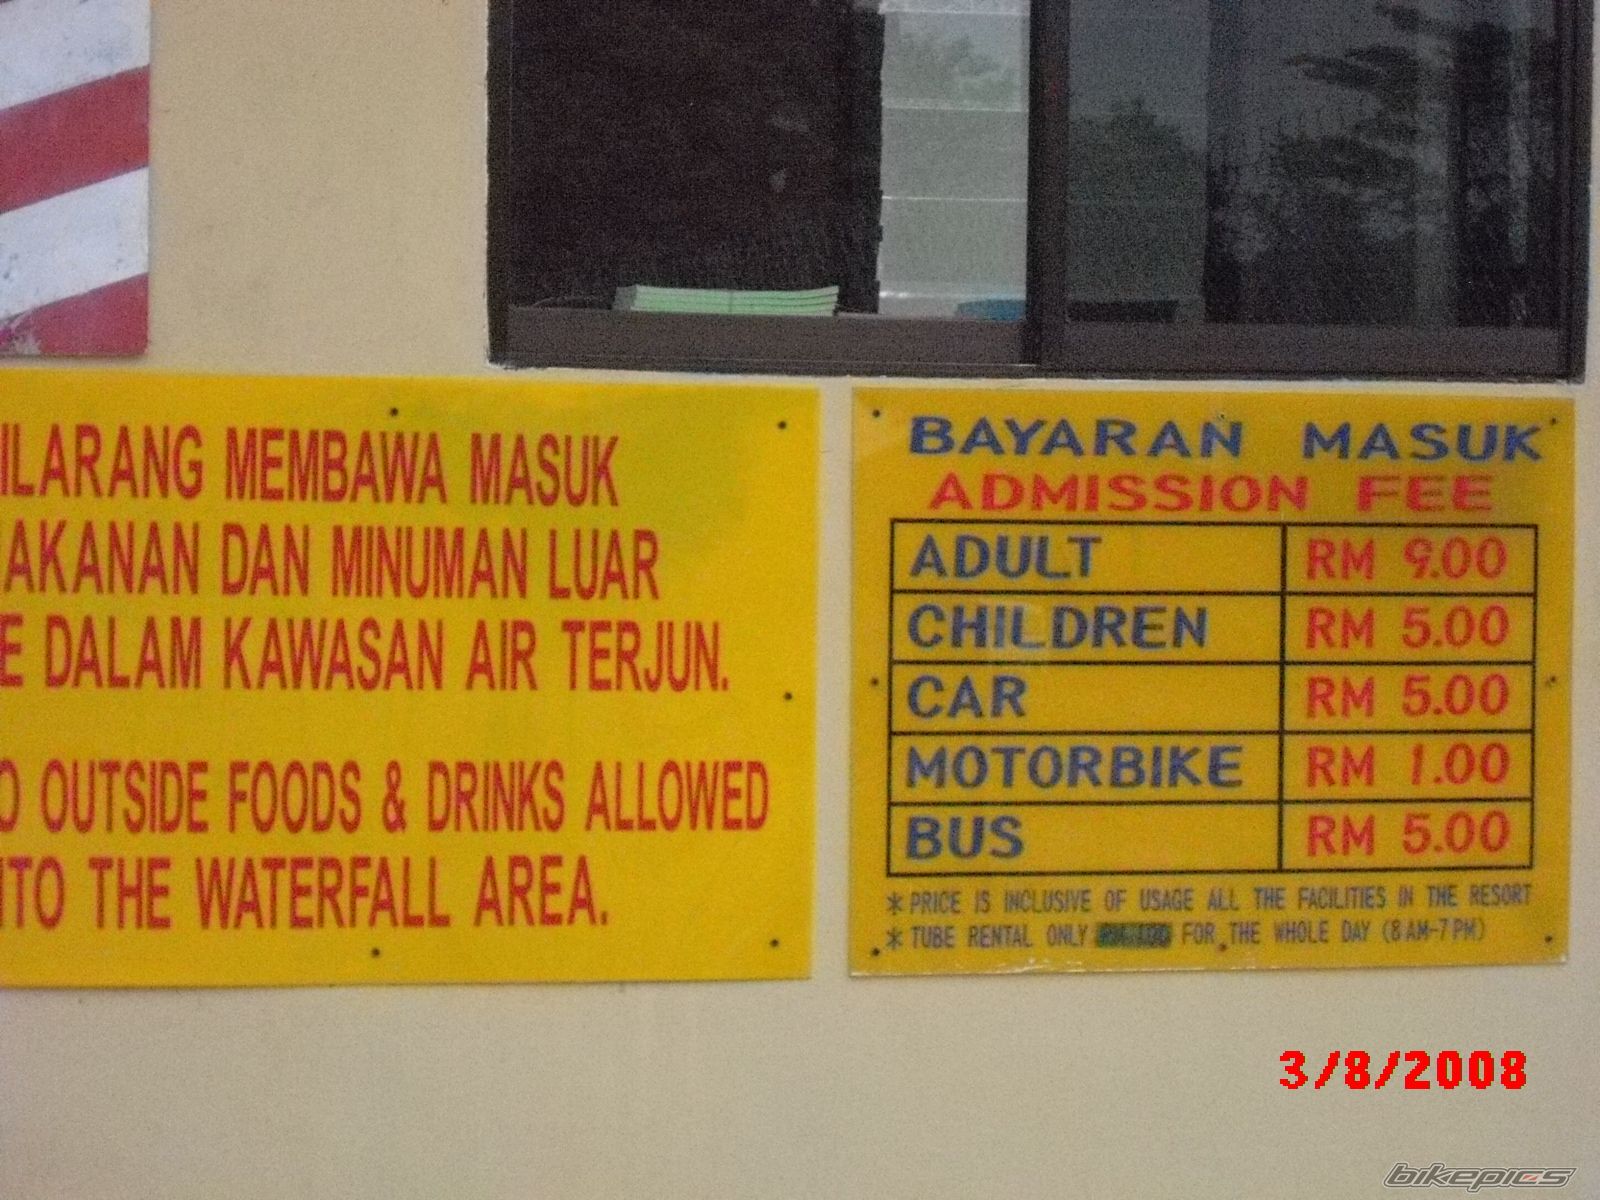 ILARANG MEMBAWA MASUK
AKANAN DAN MINUMAN LUAR
E DALAM KAWASAN AIR TERJUN.
O OUTSIDE FOODS & DRINKS ALLOWED
NTO THE WATERFALL AREA.
BAYARAN MASUK
ADMISSION FEE
ADULT RM 9.00
CHILDREN RM 5.00
CAR RM 5.00
MOTORBIKE RM 1.00
BUS RM 5.00
* PRICE IS INCLUSIVE OF USAGE ALL THE FACILITIES IN THE RESORT
* TUBE RENTAL ONLY FOR THE WHOLE DAY (8AM-7PM)
3/8/2008
bikepics